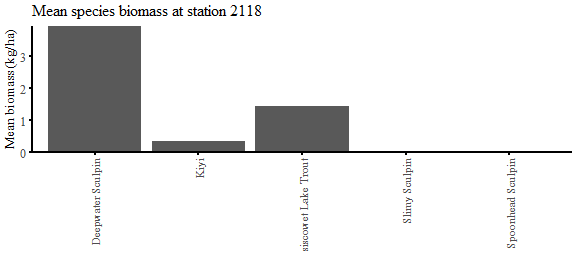 Mean species biomass at station 2118
Mean biomass (kg/ha)
3
2
1
0
Deepwater Sculpin
Kiyi
siscowet Lake Trout
Slimy Sculpin
Spoonhead Sculpin